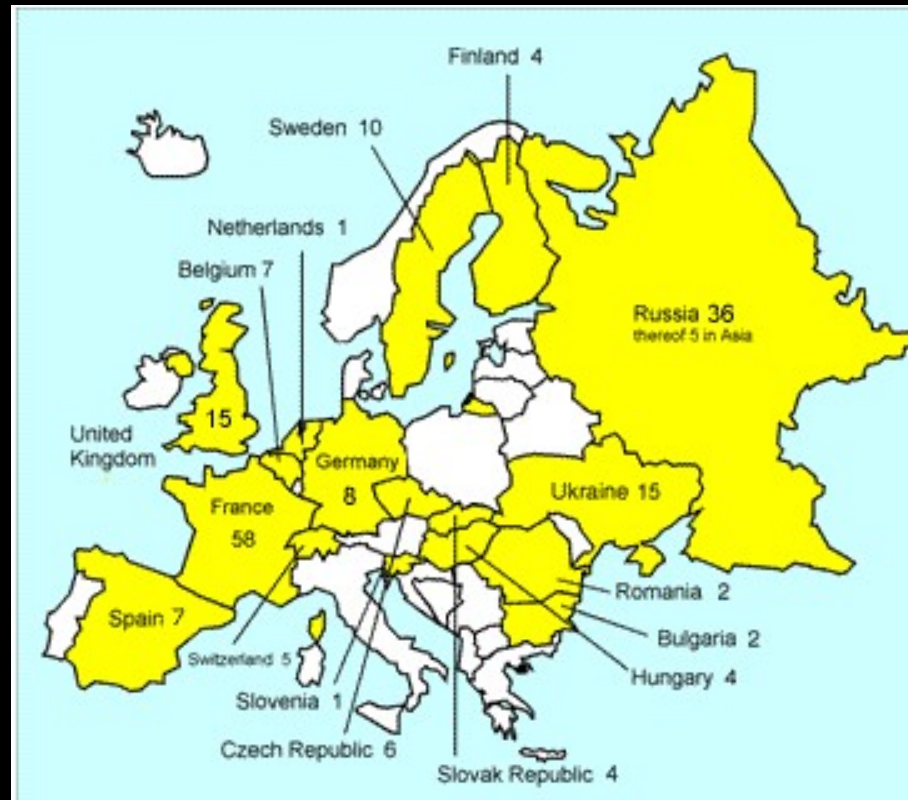 Finland 4
Sweden 10
Netherlands 1
Belgium 7
Russia 36
thereof 5 in Asia
15
United
Kingdom
Germany
8
Ukraine 15
France
58
Romania 2
Spain 7
Bulgaria 2
Switzerland 5
Hungary 4
Slovenia 1
Czech Republic 6
Slovak Republic 4